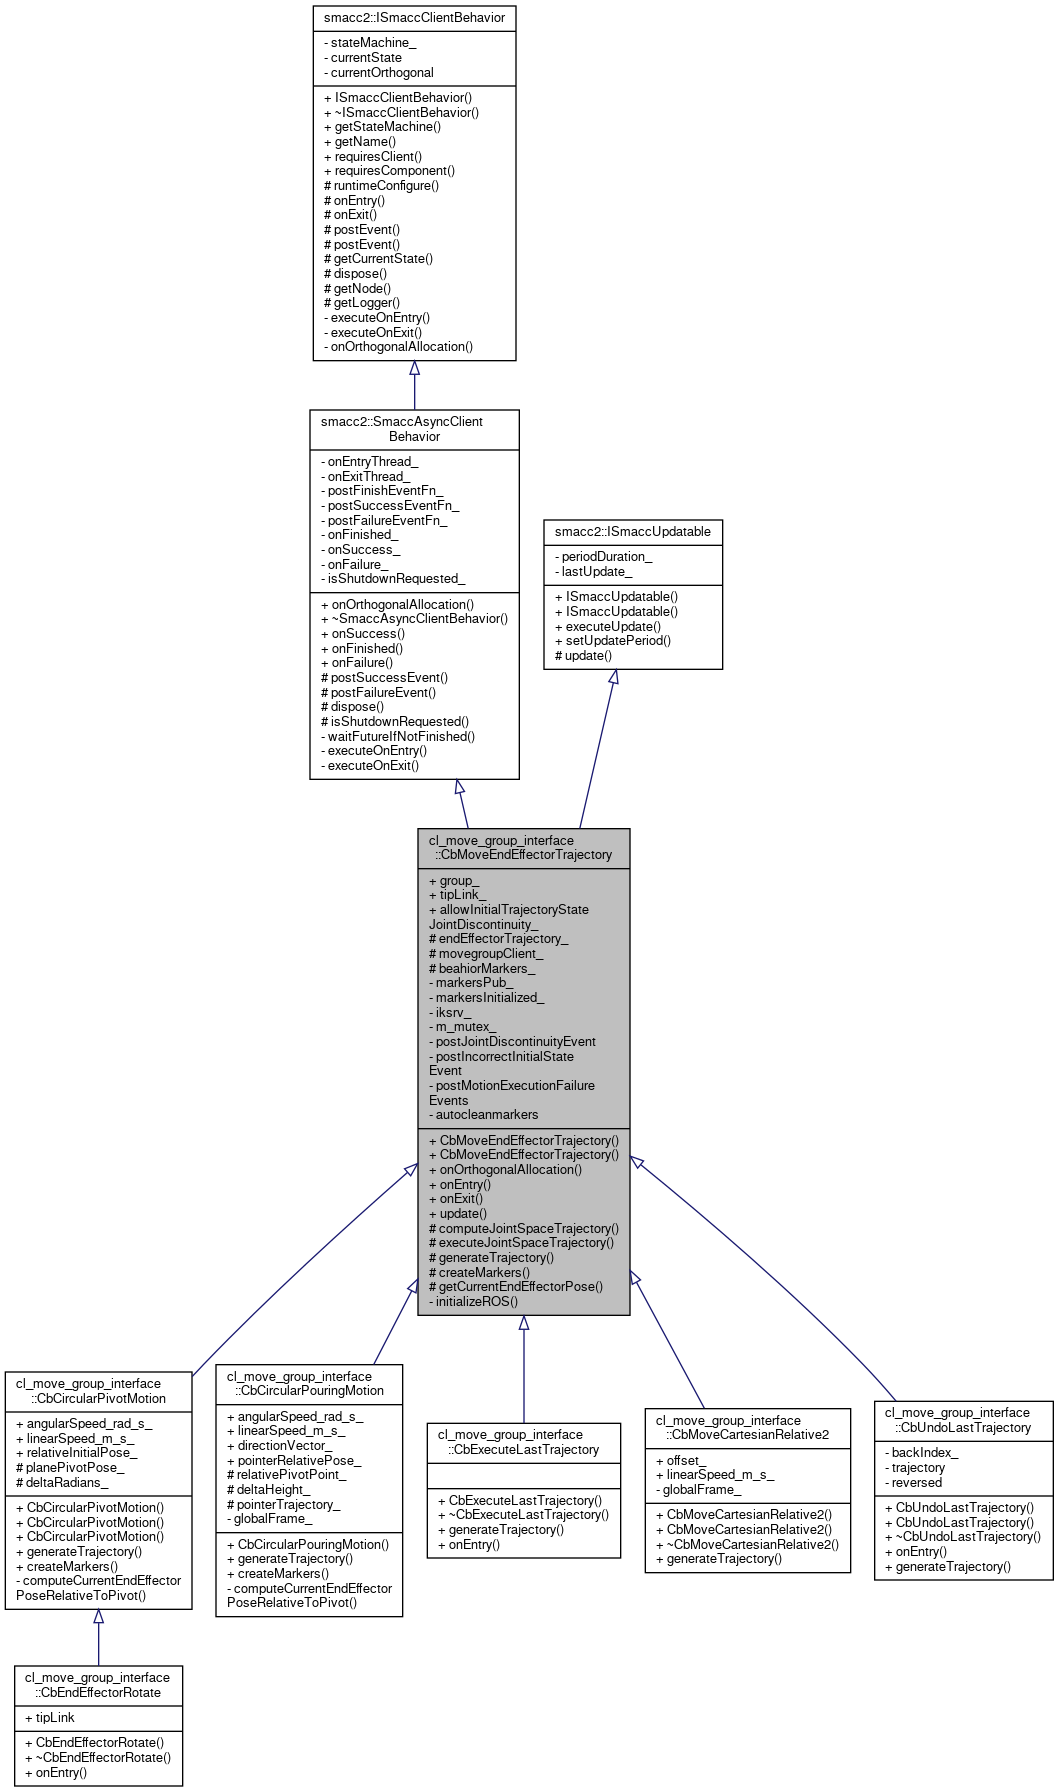 smacc2::ISmaccClientBehavior
- stateMachine_
- currentState
- currentOrthogonal
+ ISmaccClientBehavior()
+ ~ISmaccClientBehavior()
+ getStateMachine()
+ getName()
+ requiresClient()
+ requiresComponent()
# runtimeConfigure()
# onEntry()
# onExit()
# postEvent()
# postEvent()
# getCurrentState()
# dispose()
# getNode()
# getLogger()
- executeOnEntry()
- executeOnExit()
- onOrthogonalAllocation()
smacc2::SmaccAsyncClient
Behavior
- onEntryThread_
- onExitThread_
- postFinishEventFn_
- postSuccessEventFn_
- postFailureEventFn_
- onFinished_
- onSuccess_
- onFailure_
- isShutdownRequested_
+ onOrthogonalAllocation()
+ ~SmaccAsyncClientBehavior()
+ onSuccess()
+ onFinished()
+ onFailure()
# postSuccessEvent()
# postFailureEvent()
# dispose()
# isShutdownRequested()
- waitFutureIfNotFinished()
- executeOnEntry()
- executeOnExit()
smacc2::ISmaccUpdatable
- periodDuration_
- lastUpdate_
+ ISmaccUpdatable()
+ ISmaccUpdatable()
+ executeUpdate()
+ setUpdatePeriod()
# update()
cl_move_group_interface
::CbMoveEndEffectorTrajectory
+ group_
+ tipLink_
+ allowInitialTrajectoryState
JointDiscontinuity_
# endEffectorTrajectory_
# movegroupClient_
# beahiorMarkers_
- markersPub_
- markersInitialized_
- iksrv_
- m_mutex_
- postJointDiscontinuityEvent
- postIncorrectInitialState
Event
- postMotionExecutionFailure
Events
- autocleanmarkers
+ CbMoveEndEffectorTrajectory()
+ CbMoveEndEffectorTrajectory()
+ onOrthogonalAllocation()
+ onEntry()
+ onExit()
+ update()
# computeJointSpaceTrajectory()
# executeJointSpaceTrajectory()
# generateTrajectory()
# createMarkers()
# getCurrentEndEffectorPose()
- initializeROS()
cl_move_group_interface
::CbCircularPivotMotion
+ angularSpeed_rad_s_
+ linearSpeed_m_s_
+ relativeInitialPose_
# planePivotPose_
# deltaRadians_
+ CbCircularPivotMotion()
+ CbCircularPivotMotion()
+ CbCircularPivotMotion()
+ generateTrajectory()
+ createMarkers()
- computeCurrentEndEffector
PoseRelativeToPivot()
cl_move_group_interface
::CbCircularPouringMotion
+ angularSpeed_rad_s_
+ linearSpeed_m_s_
+ directionVector_
+ pointerRelativePose_
# relativePivotPoint_
# deltaHeight_
# pointerTrajectory_
- globalFrame_
+ CbCircularPouringMotion()
+ generateTrajectory()
+ createMarkers()
- computeCurrentEndEffector
PoseRelativeToPivot()
cl_move_group_interface
::CbExecuteLastTrajectory
+ CbExecuteLastTrajectory()
+ ~CbExecuteLastTrajectory()
+ generateTrajectory()
+ onEntry()
cl_move_group_interface
::CbMoveCartesianRelative2
+ offset_
+ linearSpeed_m_s_
- globalFrame_
+ CbMoveCartesianRelative2()
+ CbMoveCartesianRelative2()
+ ~CbMoveCartesianRelative2()
+ generateTrajectory()
cl_move_group_interface
::CbUndoLastTrajectory
- backIndex_
- trajectory
- reversed
+ CbUndoLastTrajectory()
+ CbUndoLastTrajectory()
+ ~CbUndoLastTrajectory()
+ onEntry()
+ generateTrajectory()
cl_move_group_interface
::CbEndEffectorRotate
+ tipLink
+ CbEndEffectorRotate()
+ ~CbEndEffectorRotate()
+ onEntry()